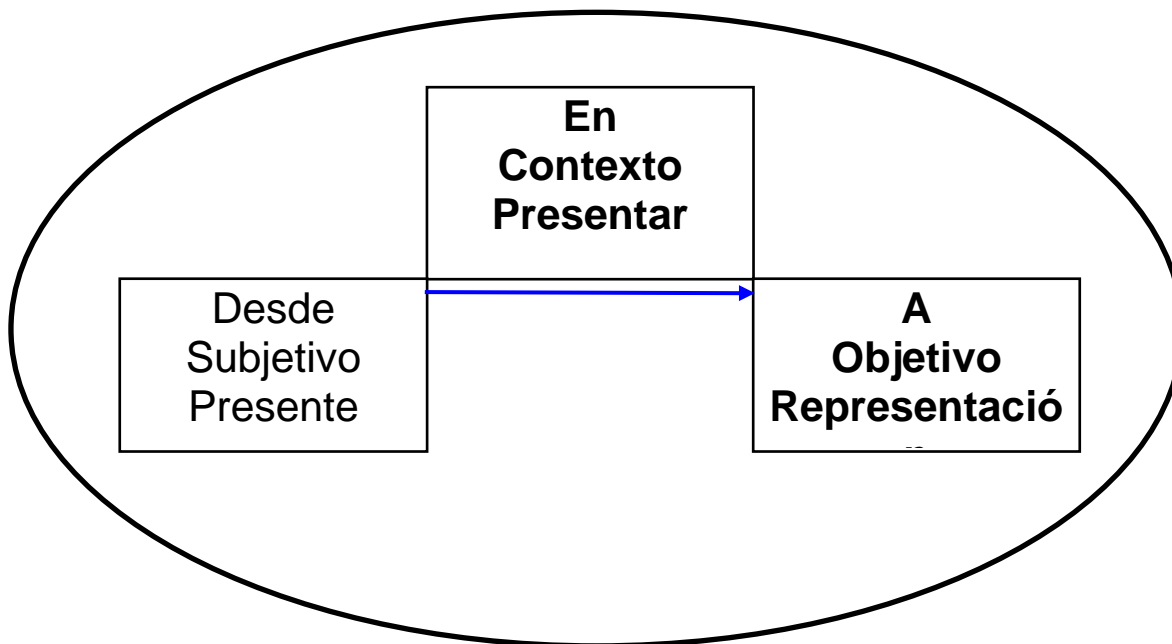 En
Contexto
Presentar
Desde
Subjetivo
Presente
A
Objetivo
Representació